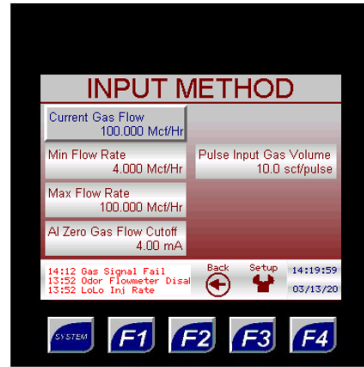 INPUT METHOD
Current Gas Flow
100.000 Mcf/Hr
Min Flow Rate
4.000 Mcf/Hr
Pulse Input Gas Volume
10.0 scf/pulse
Max Flow Rate
100.000 Mcf/Hr
AI Zero Gas Flow Cutoff
4.00 mA
14:12 Gas Signal Fail
13:52 Odor Flowmeter Disal
13:52 LoLo Inj Rate
Back
Setup
14:19:59
03/13/20
SYSTEM
F1
F2
F3
F4